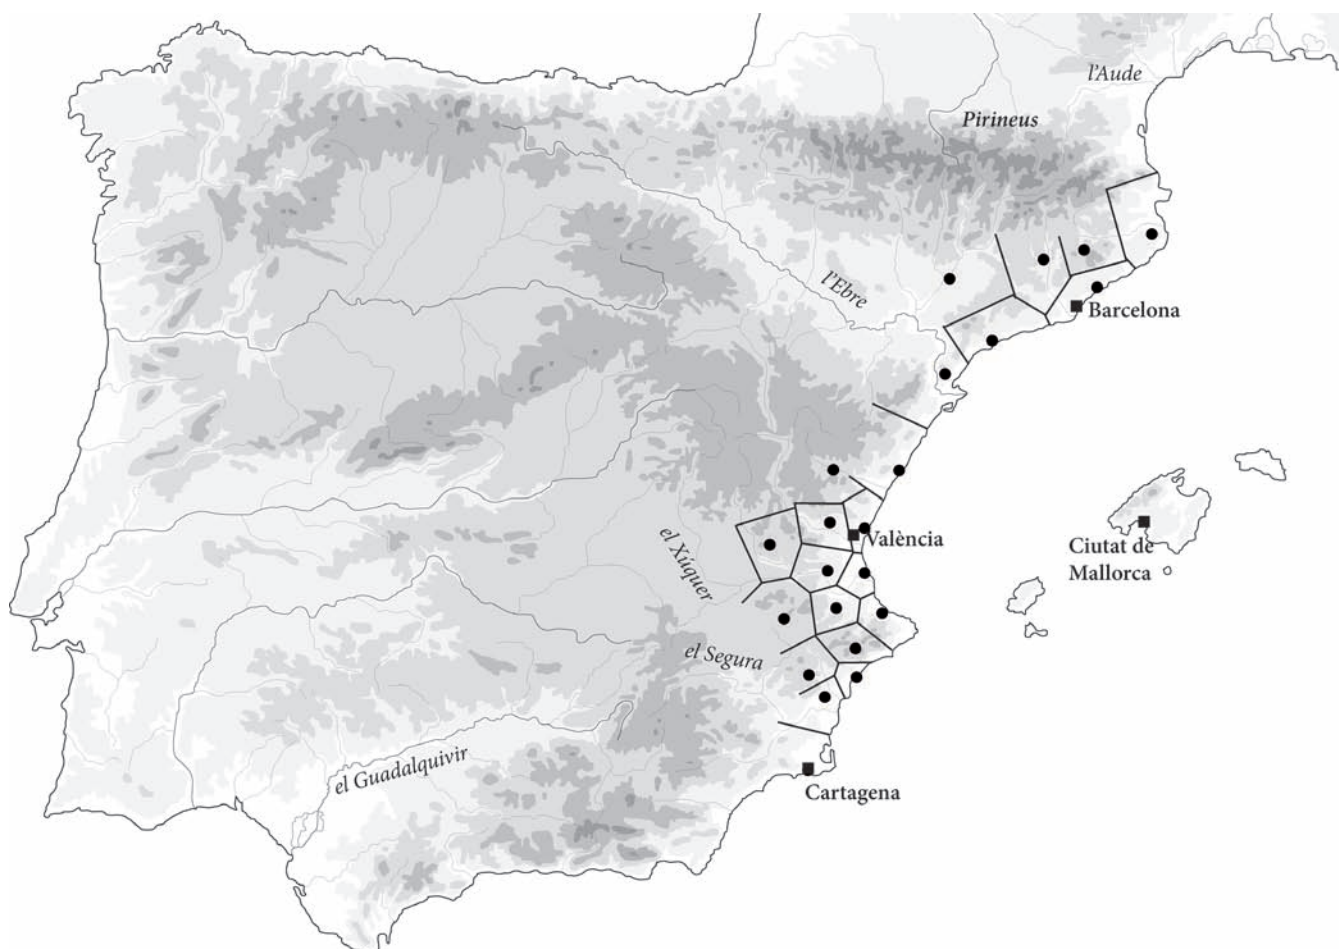 l'Aude
Pirineus
l'Ebre
Barcelona
el Xúquer
València
Ciutat de
Mallorca
el Segura
el Guadalquivir
Cartagena